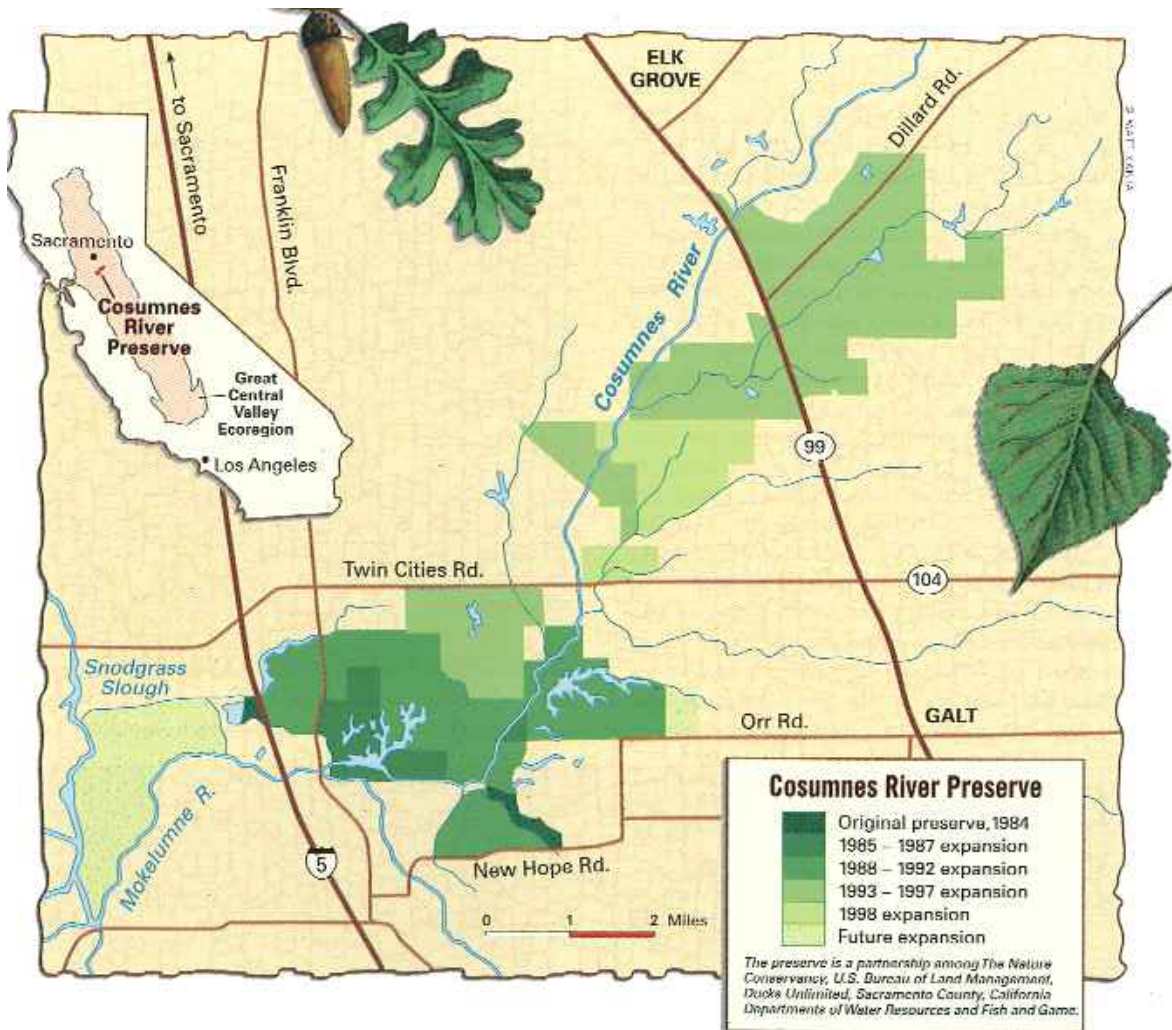 to Sacramento
Franklin Blvd.
ELK
GROVE
Dillard Rd.
Sacramento
Cosumnes
River
Preserve
Great
Central
Valley
Ecoregion
Los Angeles
Cosumnes River
99
Twin Cities Rd.
104
Snodgrass
Slough
Orr Rd.
GALT
Mokelumne R.
5
New Hope Rd.
0 1 2 Miles
Cosumnes River Preserve
Original preserve, 1984
1985 – 1987 expansion
1988 – 1992 expansion
1993 – 1997 expansion
1998 expansion
Future expansion
The preserve is a partnership among The Nature
Conservancy, U.S. Bureau of Land Management,
Ducks Unlimited, Sacramento County, California
Departments of Water Resources and Fish and Game.